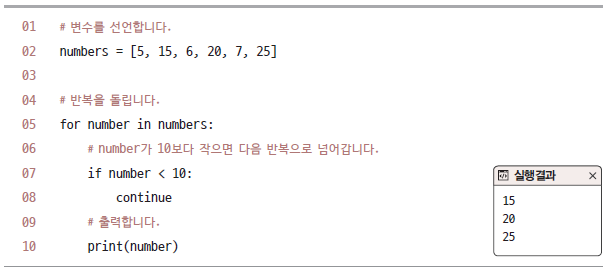 01 # 변수를 선언합니다.
02 numbers = [5, 15, 6, 20, 7, 25]
03
04 # 반복을 돌립니다.
05 for number in numbers:
06     # number가 10보다 작으면 다음 반복으로 넘어갑니다.
07     if number < 10:
08         continue
09     # 출력합니다.
10     print(number)
실행결과 ×
15
20
25